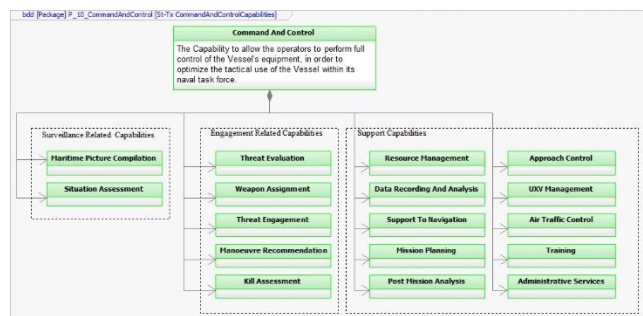 bdd [Package] P_10_CommandAndControl [St-Tx CommandAndControlCapabilities]
Command And Control
The Capability to allow the operators to perform full
control of the Vessel's equipment, in order to
optimize the tactical use of the Vessel within its
naval task force.
Surveillance Related Capabilities
Maritime Picture Compilation
Situation Assessment
Engagement Related Capabilities
Threat Evaluation
Weapon Assignment
Threat Engagement
Manoeuvre Recommendation
Kill Assessment
Support Capabilities
Resource Management
Data Recording And Analysis
Support To Navigation
Mission Planning
Post Mission Analysis
Approach Control
UXV Management
Air Traffic Control
Training
Administrative Services